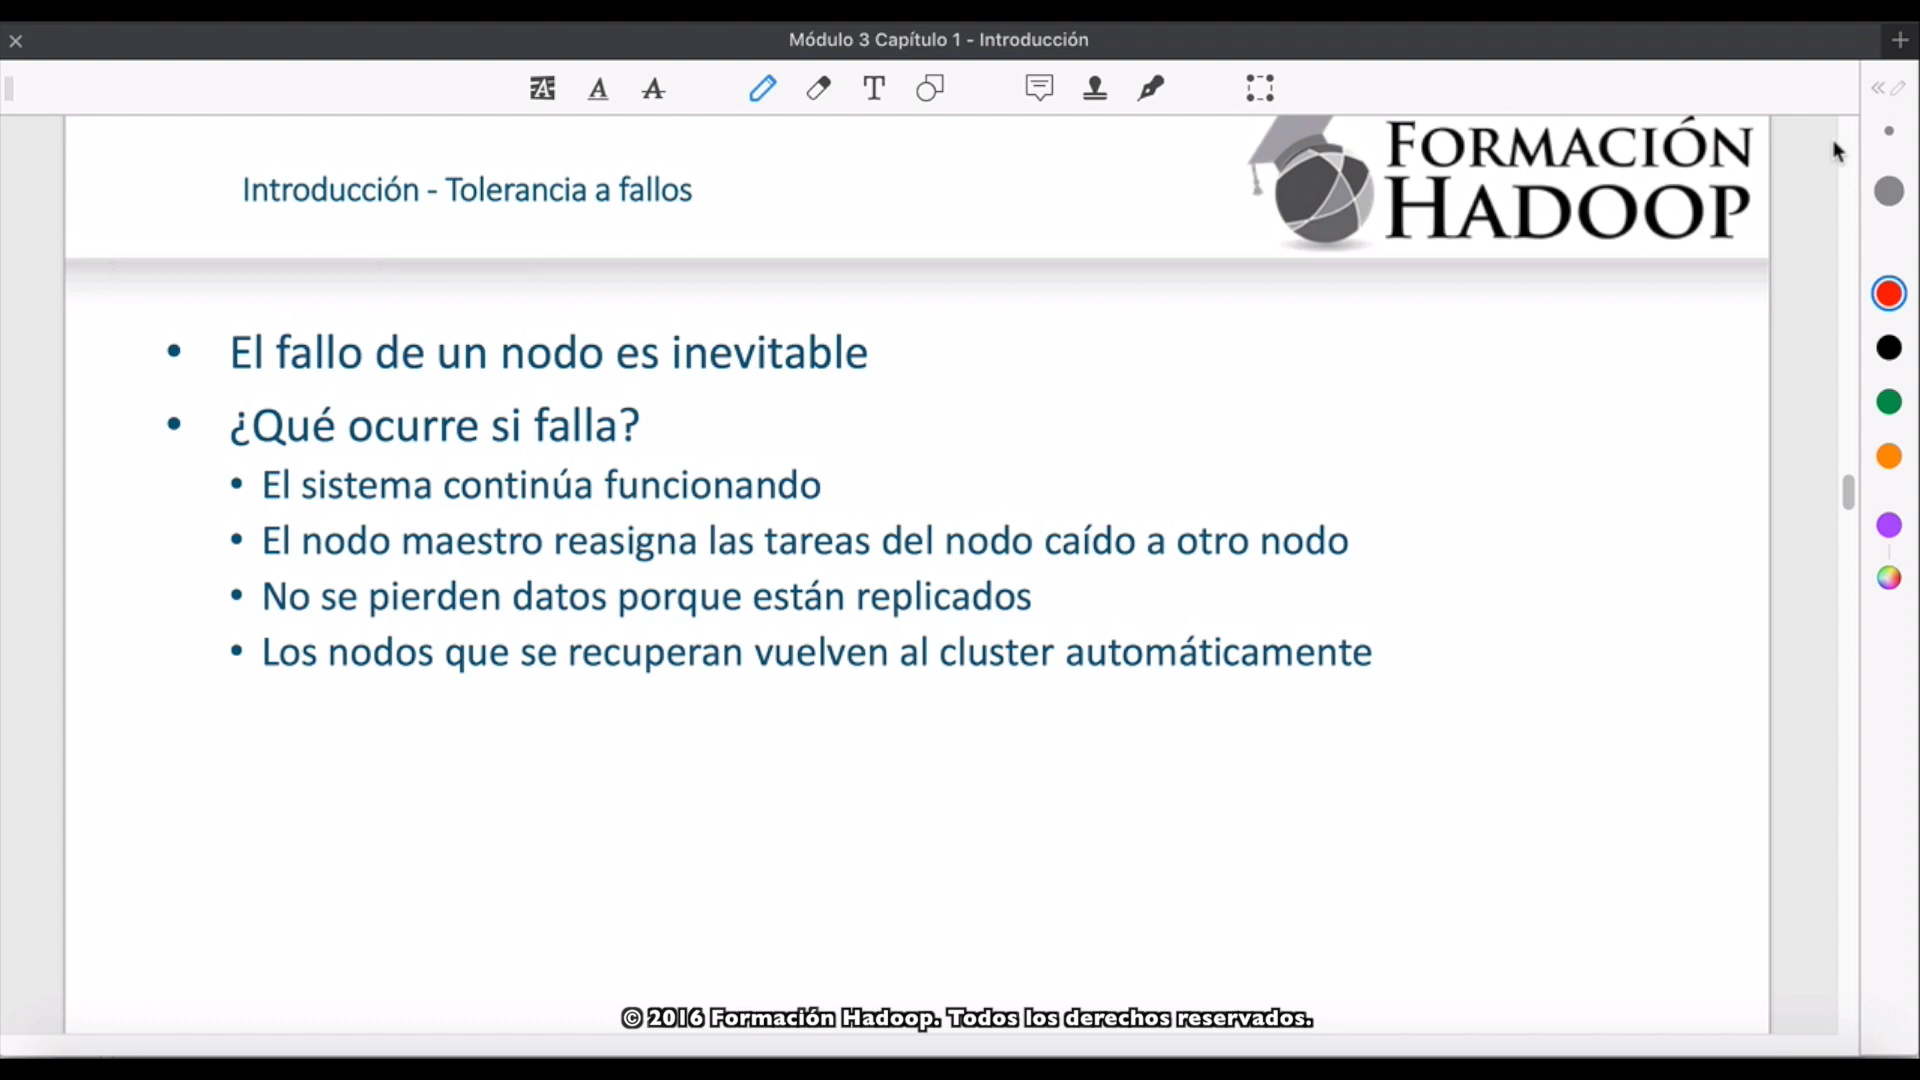 Módulo 3 Capítulo 1 - Introducción
FORMACIÓN
HADOOP
Introducción - Tolerancia a fallos
• El fallo de un nodo es inevitable
• ¿Qué ocurre si falla?
• El sistema continúa funcionando
• El nodo maestro reasigna las tareas del nodo caído a otro nodo
• No se pierden datos porque están replicados
• Los nodos que se recuperan vuelven al cluster automáticamente
© 2016 Formación Hadoop. Todos los derechos reservados.